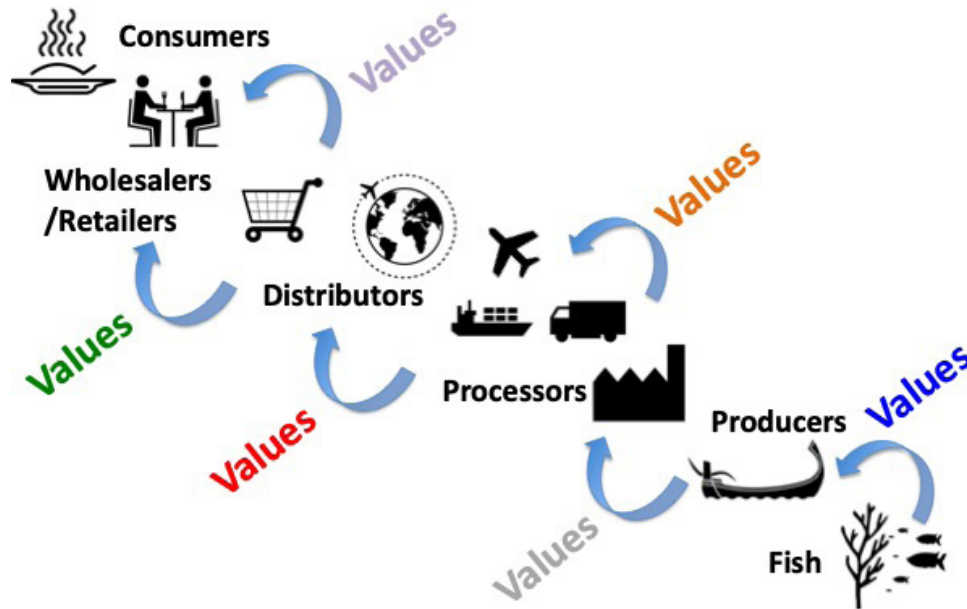 Consumers
Values
Wholesalers
/Retailers
Values
Distributors
Values
Values
Processors
Values
Producers
Values
Fish